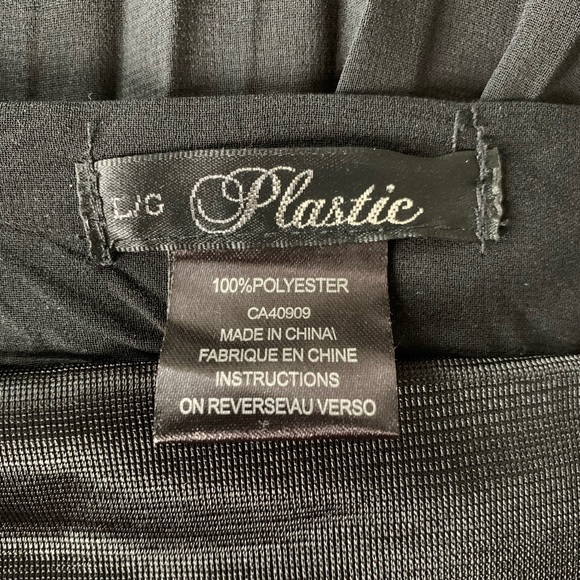 L/G Plastic
100%POLYESTER
CA40909
MADE IN CHINA\
FABRIQUE EN CHINE
INSTRUCTIONS
ON REVERSE\AU VERSO